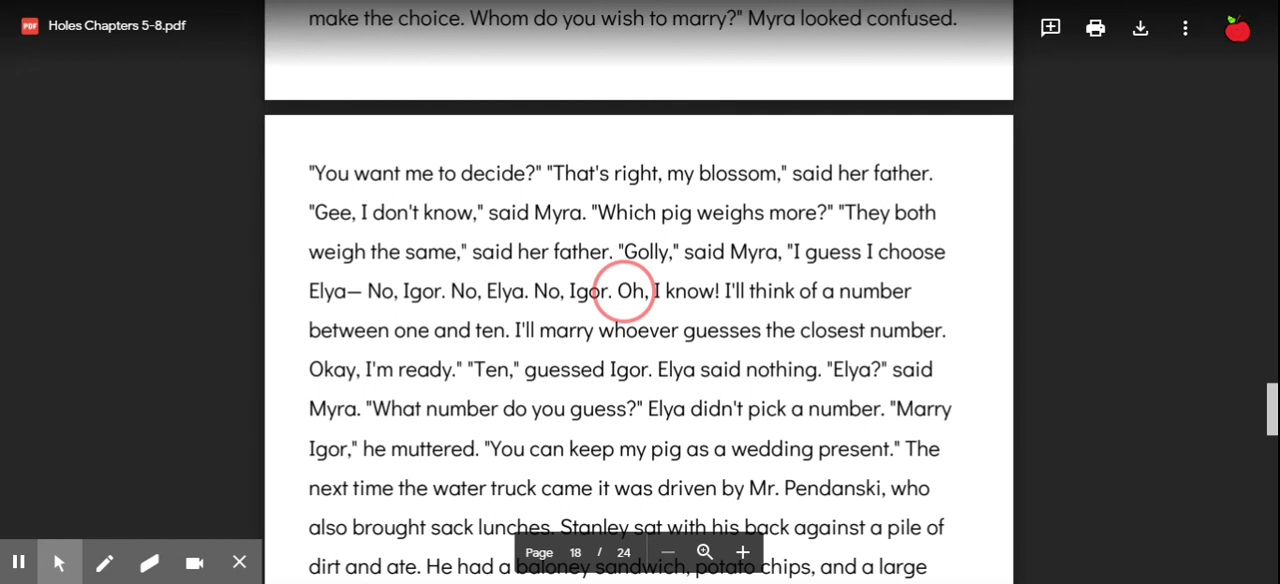 PDF Holes Chapters 5-8.pdf
make the choice. Whom do you wish to marry?" Myra looked confused.
"You want me to decide?" "That's right, my blossom," said her father.
"Gee, I don't know," said Myra. "Which pig weighs more?" "They both
weigh the same," said her father. "Golly," said Myra, "I guess I choose
Elya— No, Igor. No, Elya. No, Igor. Oh, I know! I'll think of a number
between one and ten. I'll marry whoever guesses the closest number.
Okay, I'm ready." "Ten," guessed Igor. Elya said nothing. "Elya?" said
Myra. "What number do you guess?" Elya didn't pick a number. "Marry
Igor," he muttered. "You can keep my pig as a wedding present." The
next time the water truck came it was driven by Mr. Pendanski, who
also brought sack lunches. Stanley sat with his back against a pile of
dirt and ate. He had a baloney sandwich, potato chips, and a large
Page 18 / 24